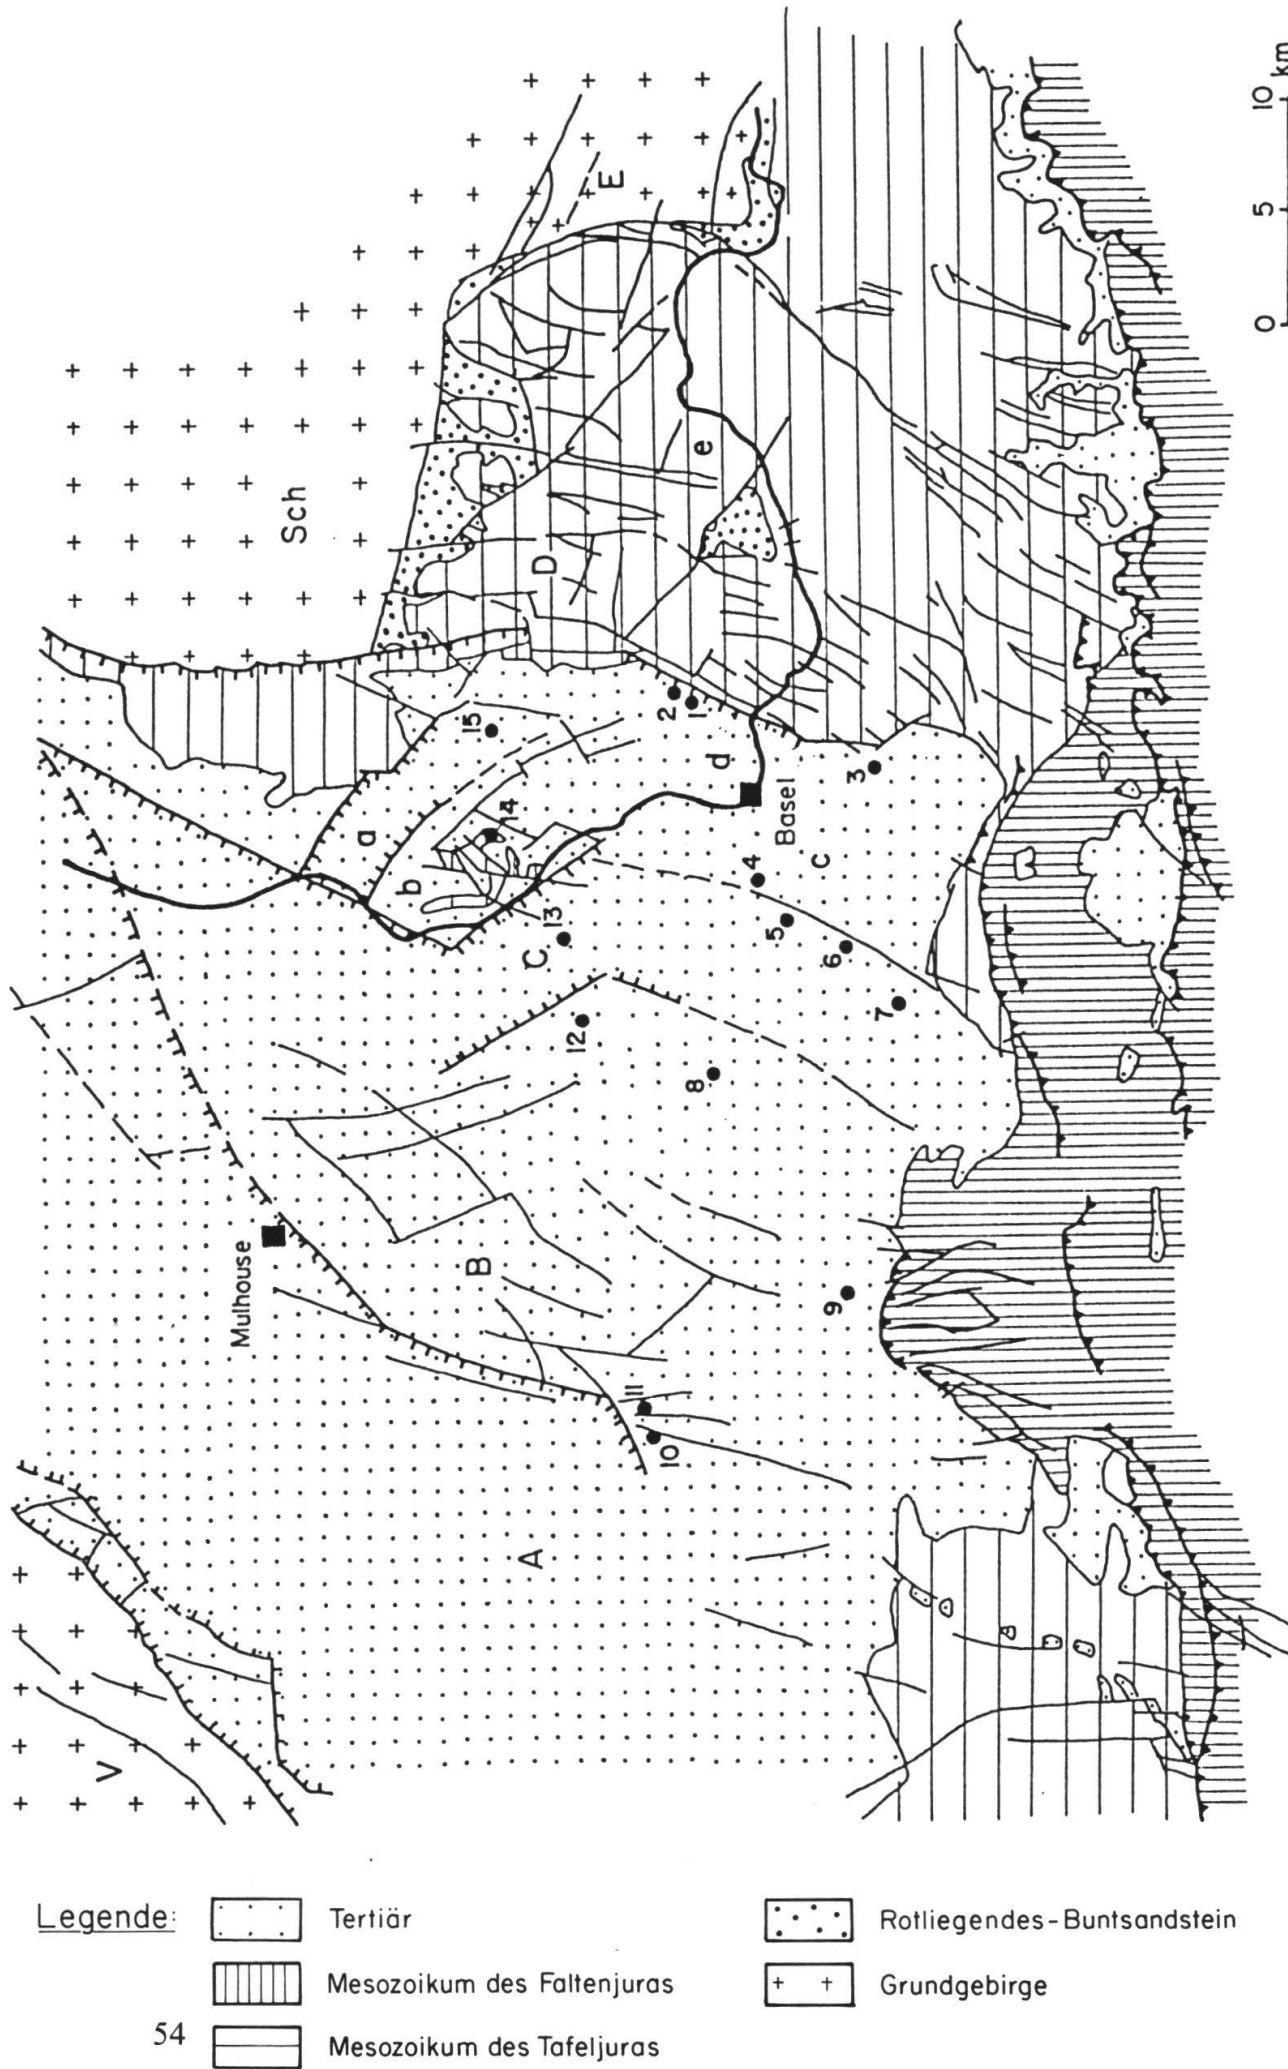 Sch
E
D
e
15
a
2
1
14
b
d
Basel
3
13
C
4
c
5
6
12
7
8
Mulhouse
B
9
11
10
A
V
0 5 10 km
Legende:
Tertiär
Rotliegendes-Buntsandstein
Mesozoikum des Faltenjuras
Grundgebirge
54
Mesozoikum des Tafeljuras